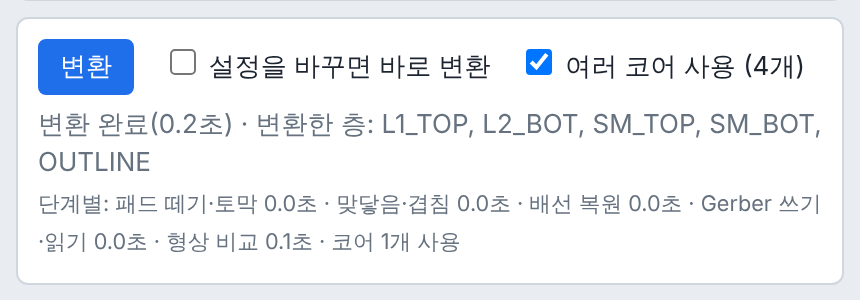 변환 설정을 바꾸면 바로 변환 여러 코어 사용 (4개)
변환 완료(0.2초) · 변환한 층: L1_TOP, L2_BOT, SM_TOP, SM_BOT,
OUTLINE
단계별: 패드 떼기·토막 0.0초 · 맞닿음·겹침 0.0초 · 배선 복원 0.0초 · Gerber 쓰기
·읽기 0.0초 · 형상 비교 0.1초 · 코어 1개 사용